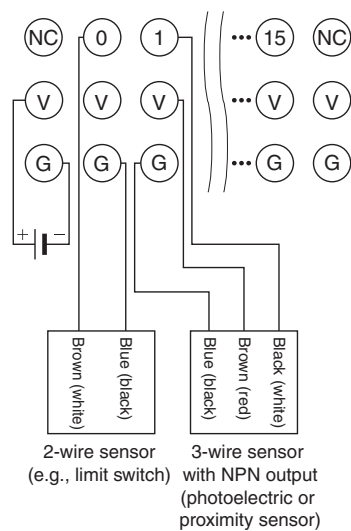 NC 0 1 ••• 15 NC
V V V ••• V V
G G G ••• G G
+ −
Brown (white)
Blue (black)
Blue (black)
Brown (red)
Black (white)
2-wire sensor
(e.g., limit switch)
3-wire sensor
with NPN output
(photoelectric or
proximity sensor)